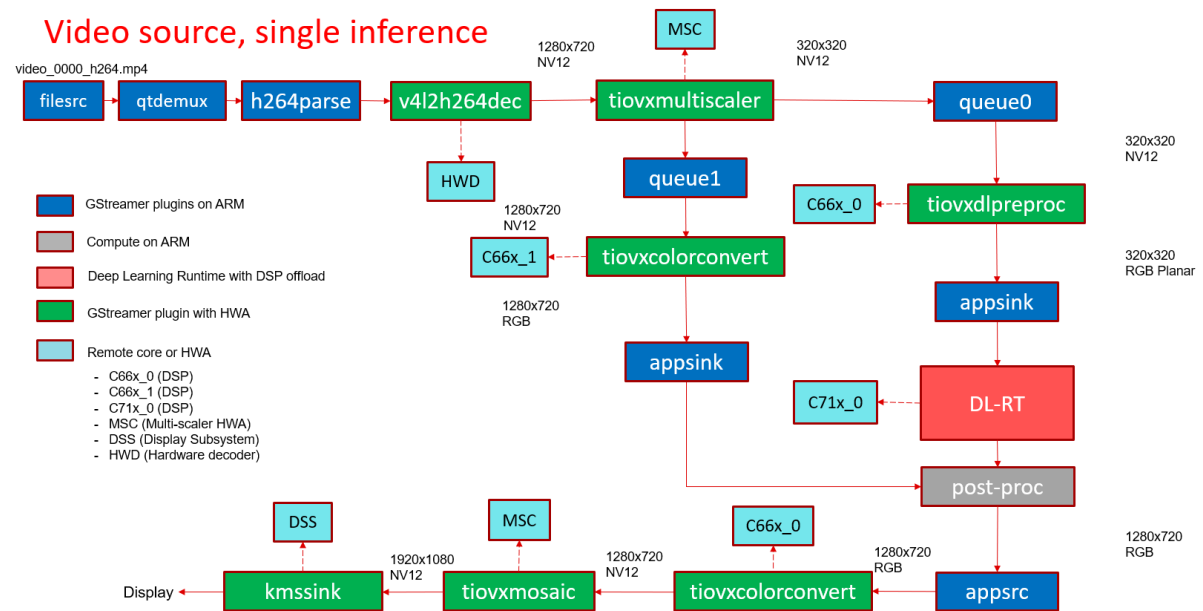 Video source, single inference
video_0000_h264.mp4
filesrc
qtdemux
h264parse
v4l2h264dec
1280x720
NV12
tiovxmultiscaler
MSC
320x320
NV12
queue0
320x320
NV12
HWD
queue1
1280x720
NV12
C66x_1
tiovxcolorconvert
1280x720
RGB
appsink
C66x_0
tiovxdlpreproc
320x320
RGB Planar
appsink
C71x_0
DL-RT
post-proc
1280x720
RGB
appsrc
1280x720
RGB
C66x_0
tiovxcolorconvert
1280x720
NV12
MSC
tiovxmosaic
1920x1080
NV12
DSS
kmssink
Display
GStreamer plugins on ARM
Compute on ARM
Deep Learning Runtime with DSP offload
GStreamer plugin with HWA
Remote core or HWA
- C66x_0 (DSP)
- C66x_1 (DSP)
- C71x_0 (DSP)
- MSC (Multi-scaler HWA)
- DSS (Display Subsystem)
- HWD (Hardware decoder)